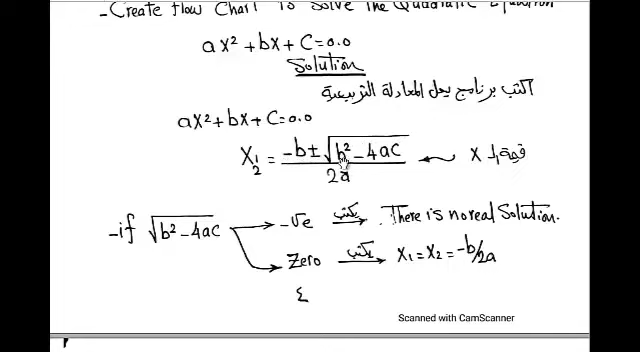 -Create Flow Chart To Solve The Quadratic Equation
ax² + bx + C = 0.0
Solution
اكتب برنامج يحل المعادلة التربيعية
ax² + bx + C = 0.0
X₁,₂ = (-b ± √(b² - 4ac)) / 2a ← قيمة الـ X
-if √(b² - 4ac) → -ve يكتب → There is no real Solution.
→ Zero يكتب → X₁ = X₂ = -b/2a
Scanned with CamScanner